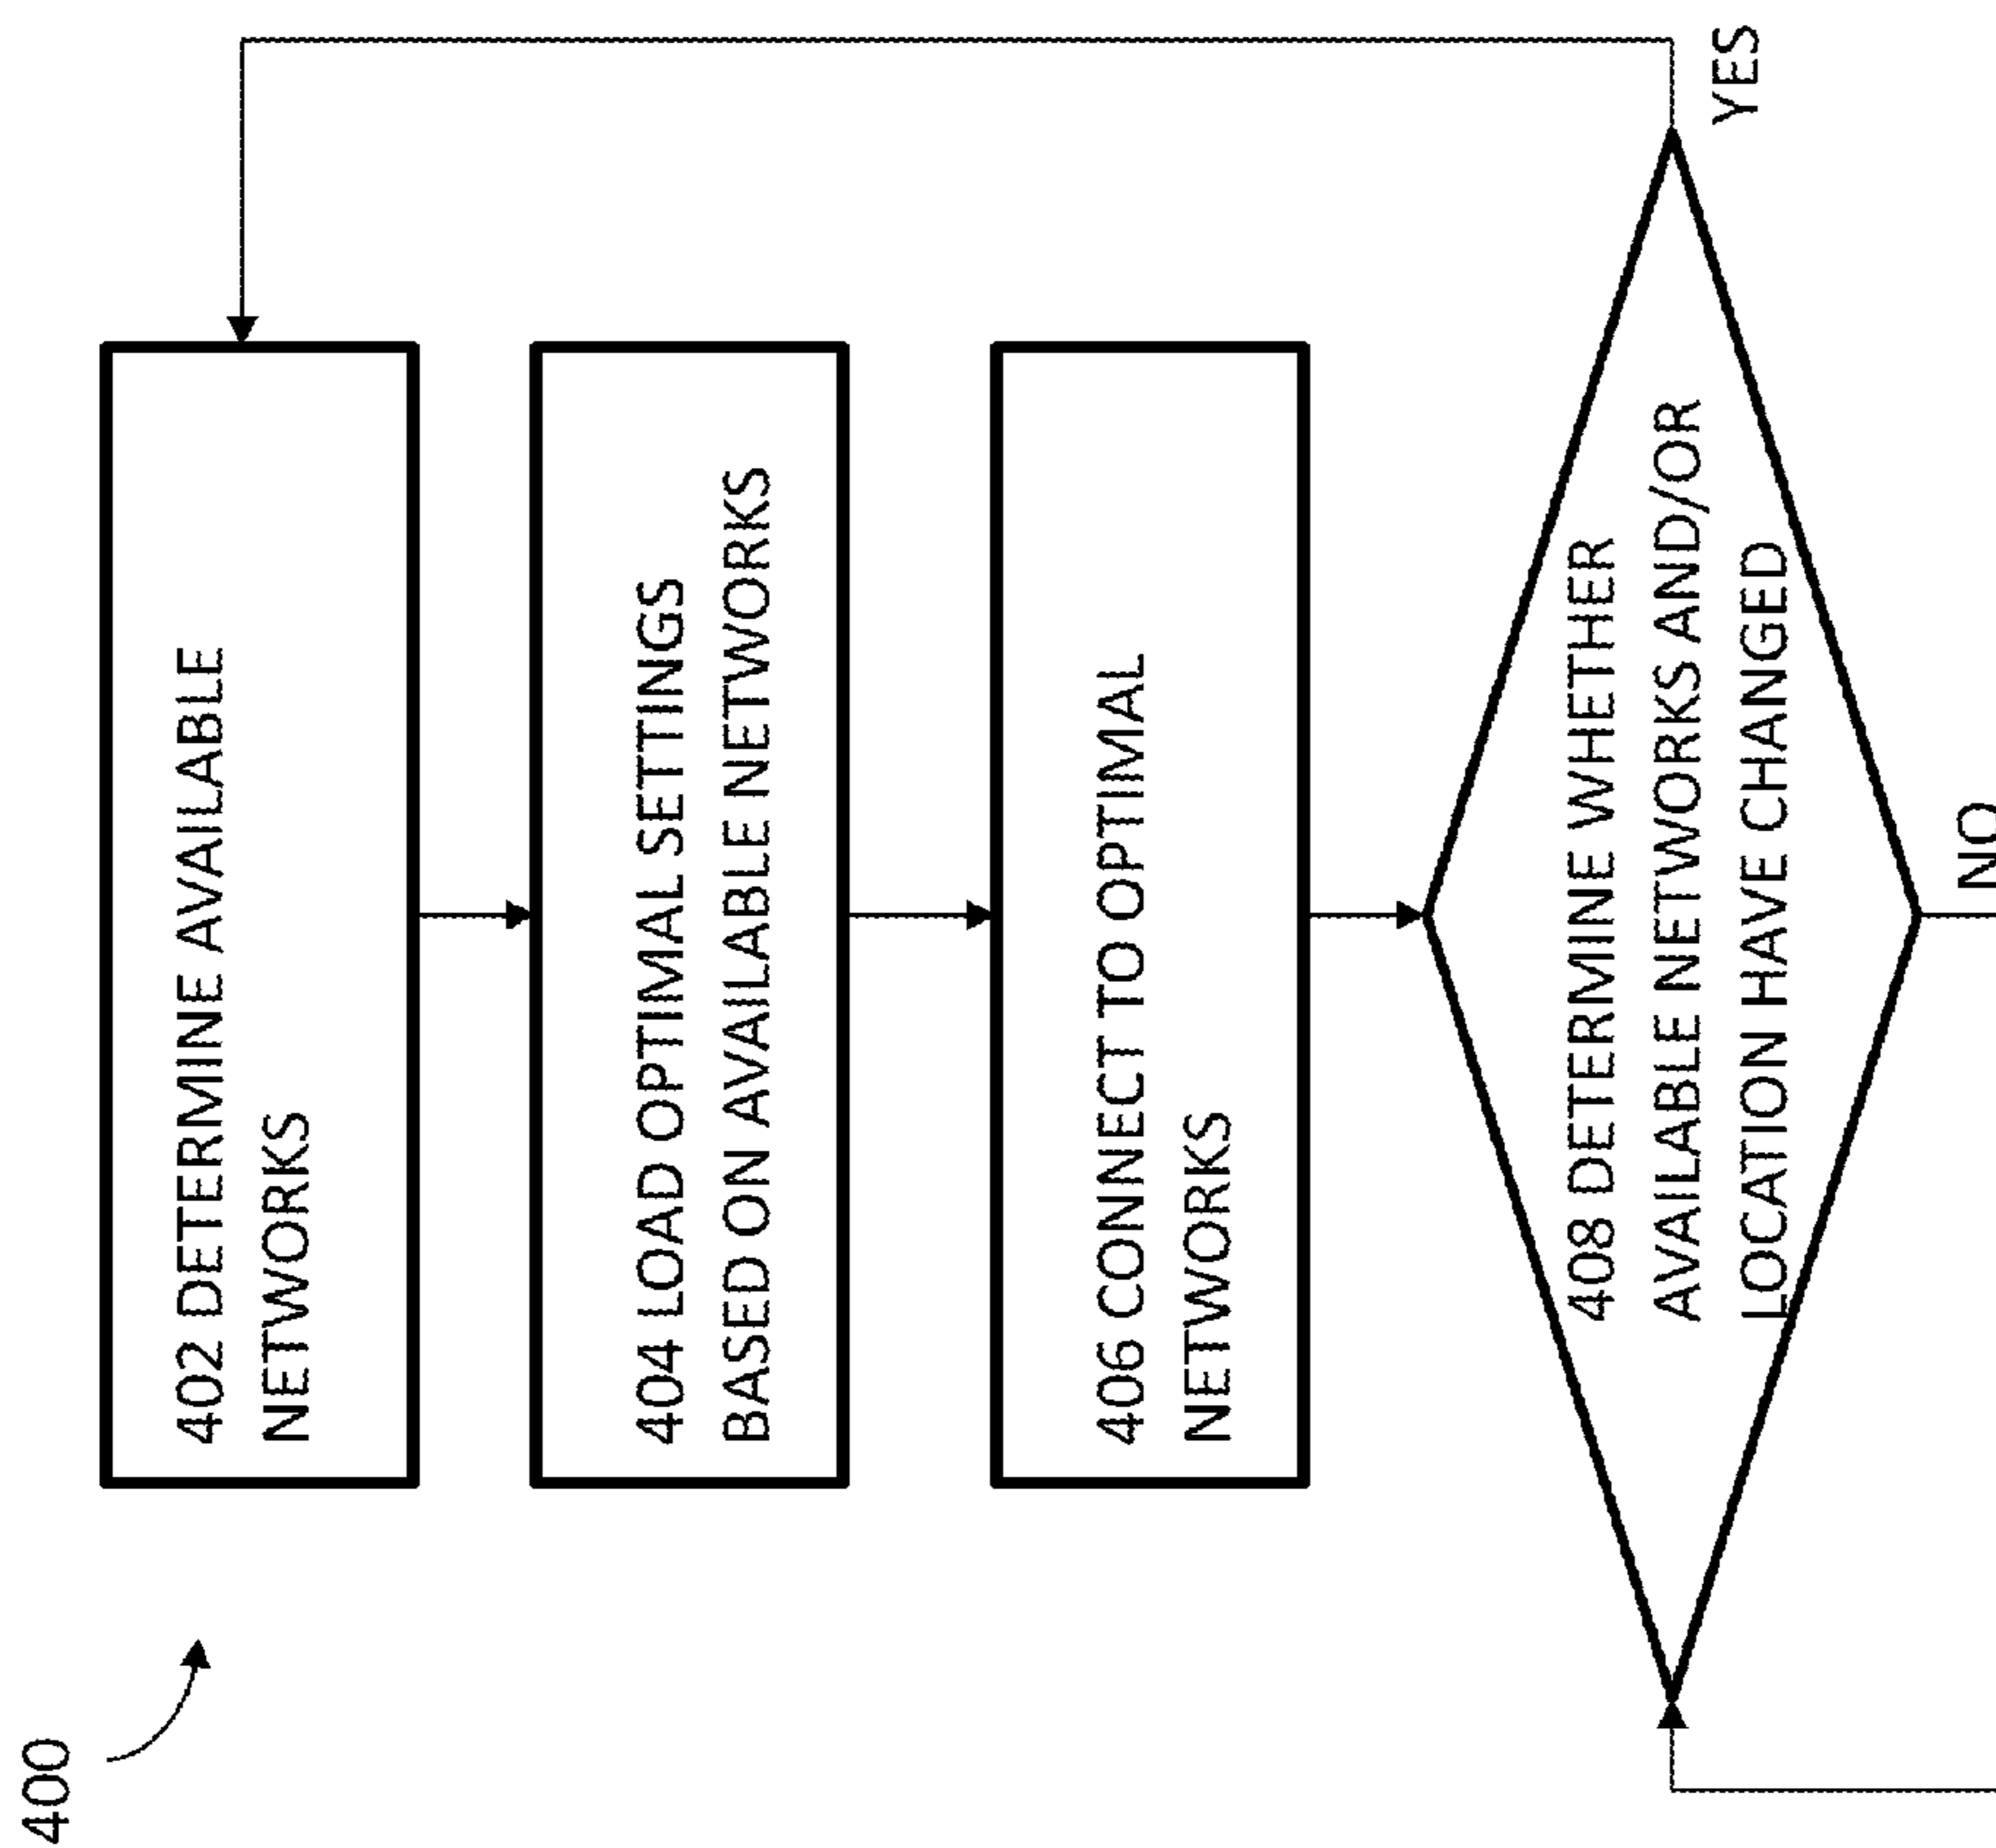 400
402 DETERMINE AVAILABLE
NETWORKS
404 LOAD OPTIMAL SETTINGS
BASED ON AVAILABLE NETWORKS
406 CONNECT TO OPTIMAL
NETWORKS
408 DETERMINE WHETHER
AVAILABLE NETWORKS AND/OR
LOCATION HAVE CHANGED
YES
NO